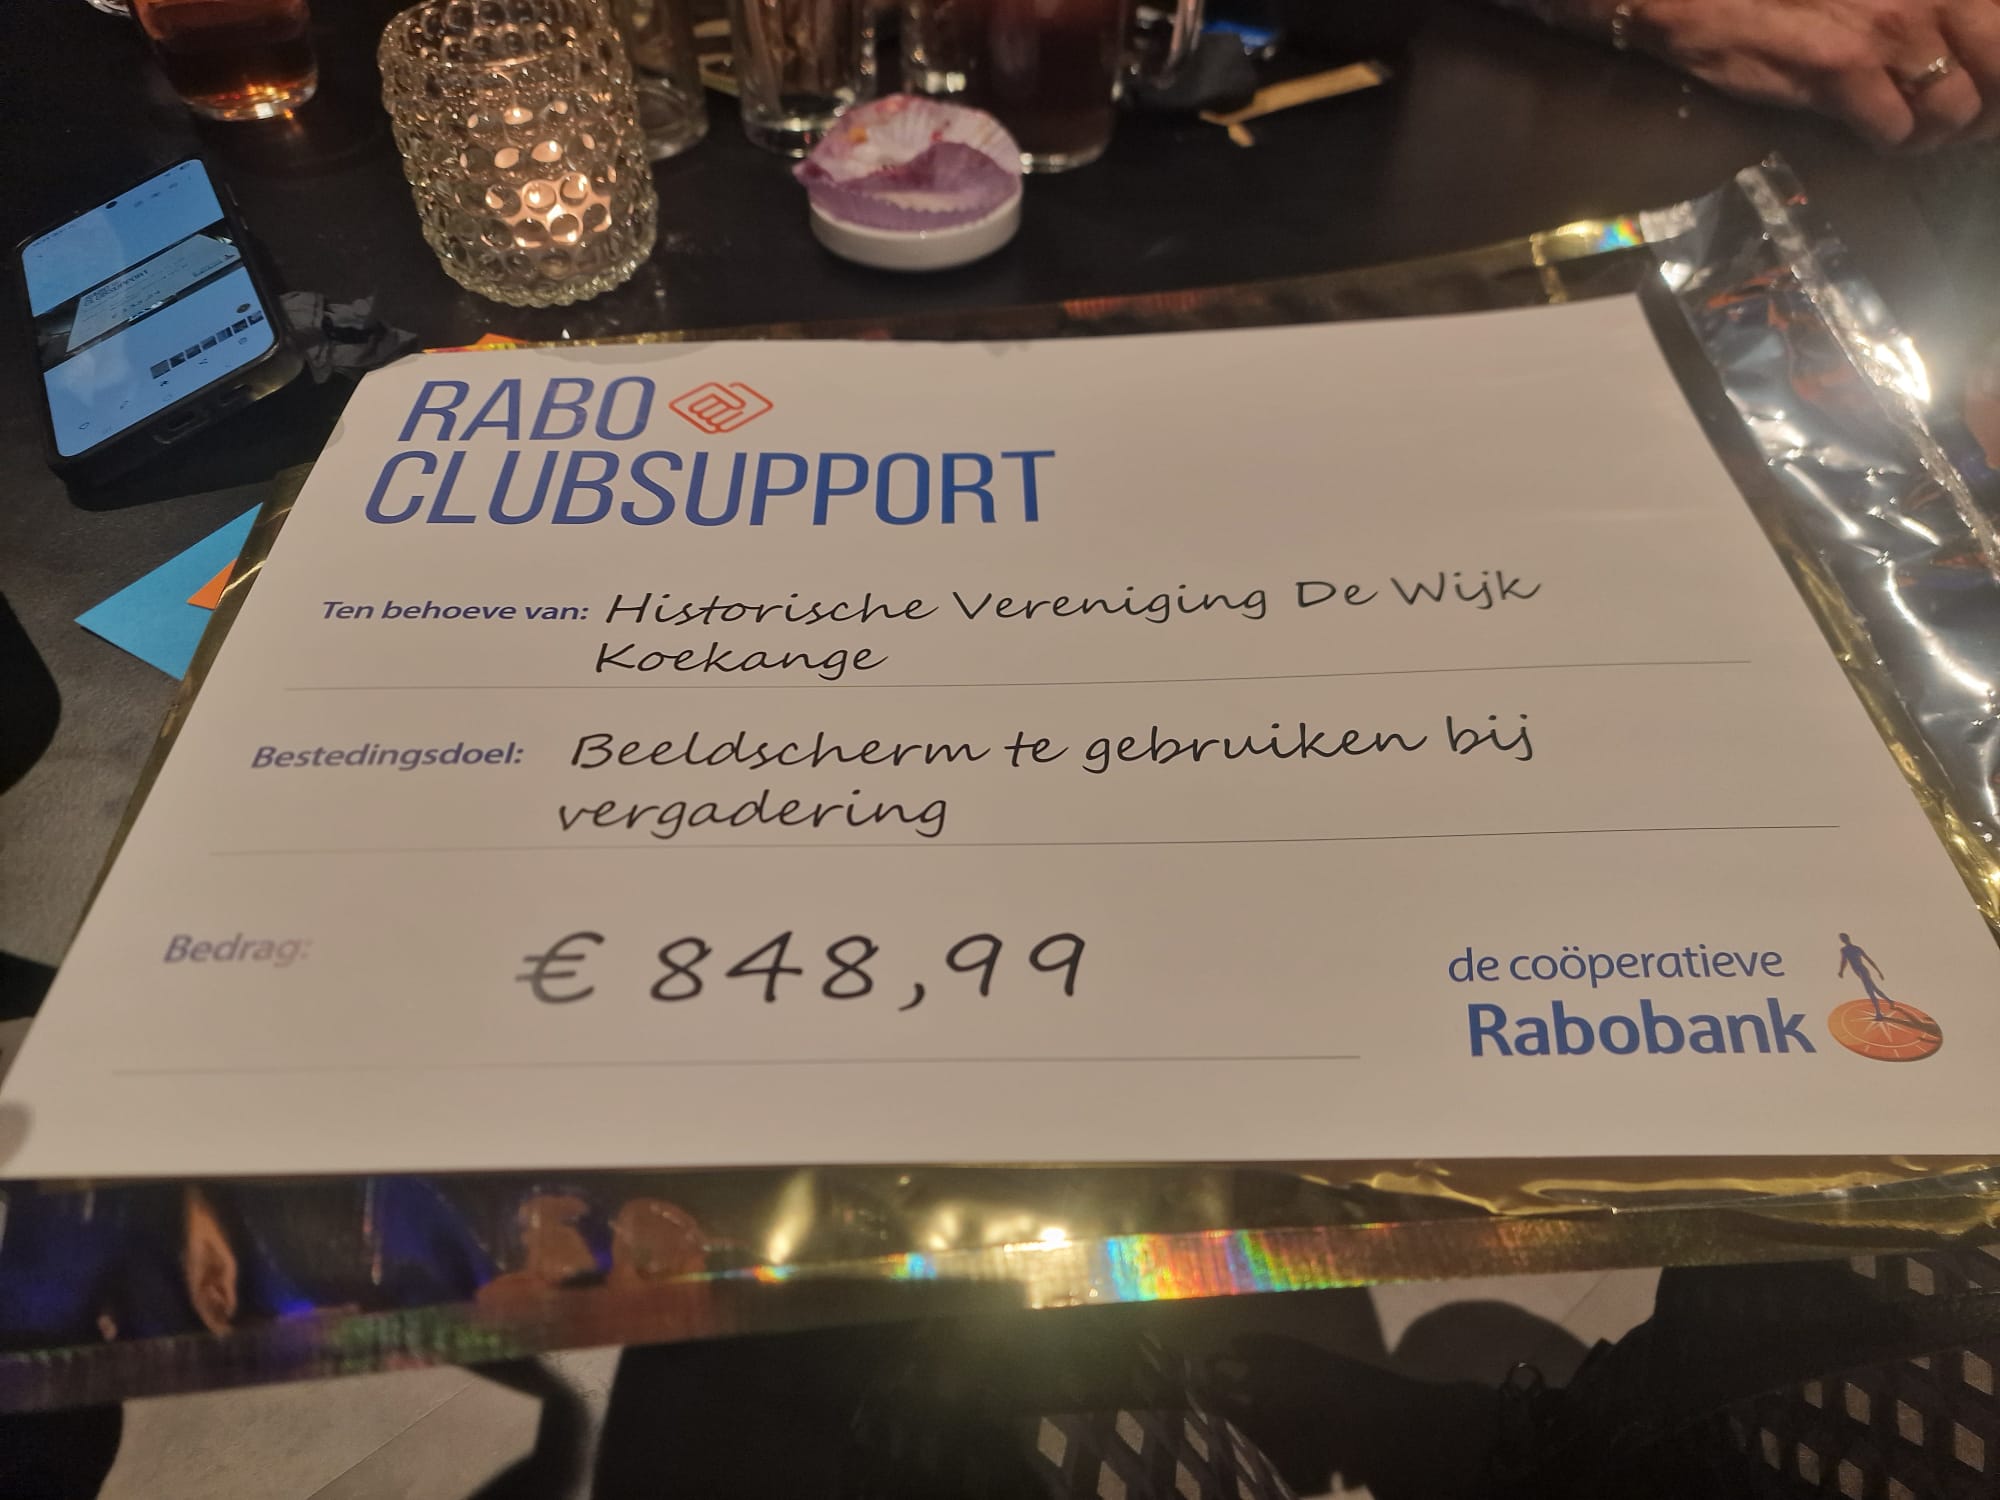 RABO
CLUBSUPPORT
Ten behoeve van: Historische Vereniging De Wijk
Koekange
Bestedingsdoel: Beeldscherm te gebruiken bij
vergadering
Bedrag: € 848,99
de coöperatieve
Rabobank